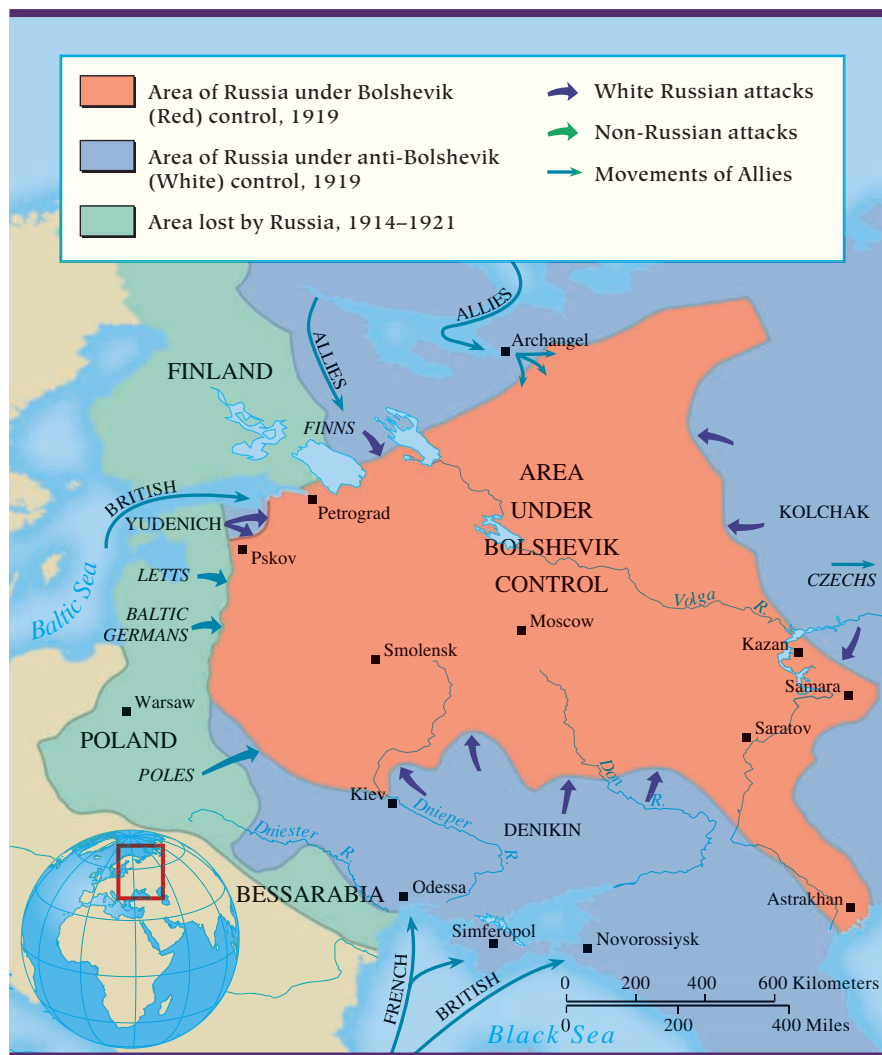 Area of Russia under Bolshevik
(Red) control, 1919
Area of Russia under anti-Bolshevik
(White) control, 1919
Area lost by Russia, 1914–1921
White Russian attacks
Non-Russian attacks
Movements of Allies
ALLIES
Archangel
ALLIES
FINLAND
FINNS
AREA
UNDER
BOLSHEVIK
CONTROL
BRITISH
Petrograd
YUDENICH
KOLCHAK
Pskov
LETTS
CZECHS
Baltic Sea
BALTIC
GERMANS
Volga
R.
Moscow
Kazan
Smolensk
Samara
Warsaw
Saratov
POLAND
POLES
Don
R.
Kiev
Dnieper
R.
DENIKIN
Dniester
R.
BESSARABIA
Odessa
Astrakhan
Simferopol
Novorossiysk
FRENCH
BRITISH
0 200 400 600 Kilometers
0 200 400 Miles
Black Sea